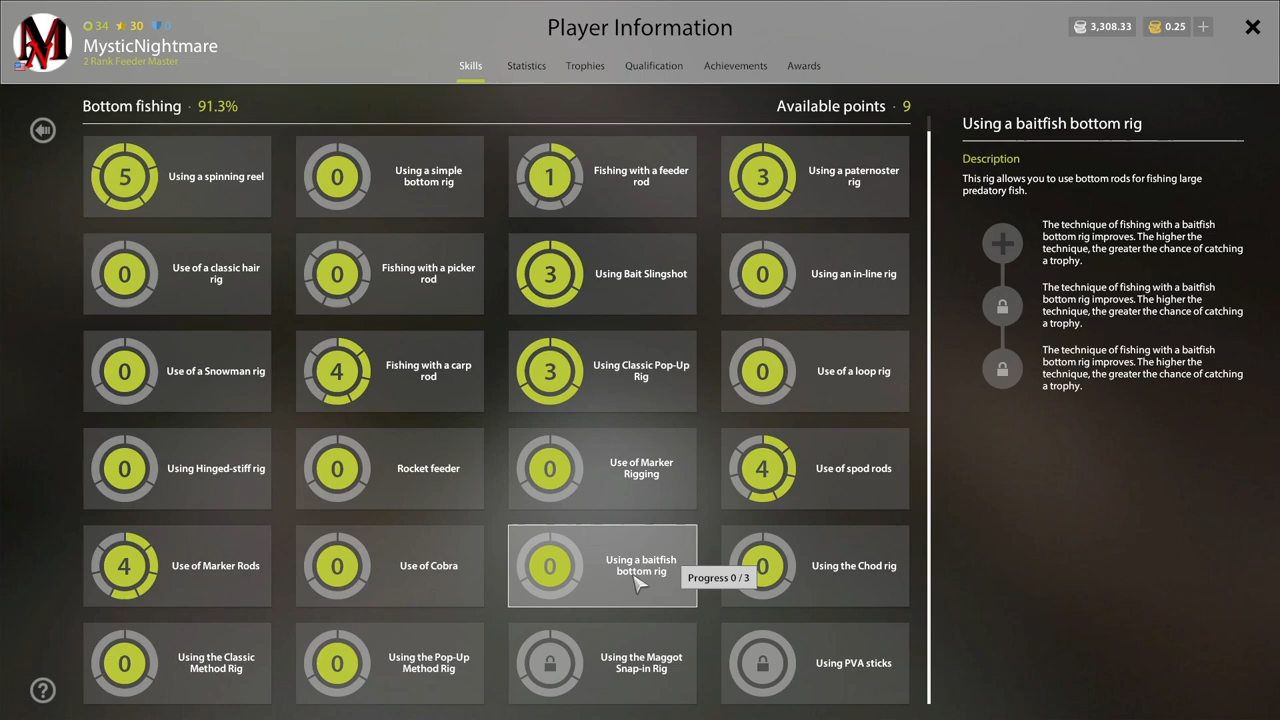 34 30 0
Player Information
3,308.33 0.25
MysticNightmare
2 Rank Feeder Master
Skills Statistics Trophies Qualification Achievements Awards
Bottom fishing · 91.3%
Available points · 9
5 Using a spinning reel
0 Using a simple
bottom rig
1 Fishing with a feeder
rod
3 Using a paternoster
rig
0 Use of a classic hair
rig
0 Fishing with a picker
rod
3 Using Bait Slingshot
0 Using an in-line rig
0 Use of a Snowman rig
4 Fishing with a carp
rod
3 Using Classic Pop-Up
Rig
0 Use of a loop rig
0 Using Hinged-stiff rig
0 Rocket feeder
0 Use of Marker
Rigging
4 Use of spod rods
4 Use of Marker Rods
0 Use of Cobra
0 Using a baitfish
bottom rig
Progress 0 / 3
0 Using the Chod rig
0 Using the Classic
Method Rig
0 Using the Pop-Up
Method Rig
Using the Maggot
Snap-in Rig
Using PVA sticks
Using a baitfish bottom rig
Description
This rig allows you to use bottom rods for fishing large
predatory fish.
The technique of fishing with a baitfish
bottom rig improves. The higher the
technique, the greater the chance of catching
a trophy.
The technique of fishing with a baitfish
bottom rig improves. The higher the
technique, the greater the chance of catching
a trophy.
The technique of fishing with a baitfish
bottom rig improves. The higher the
technique, the greater the chance of catching
a trophy.
?